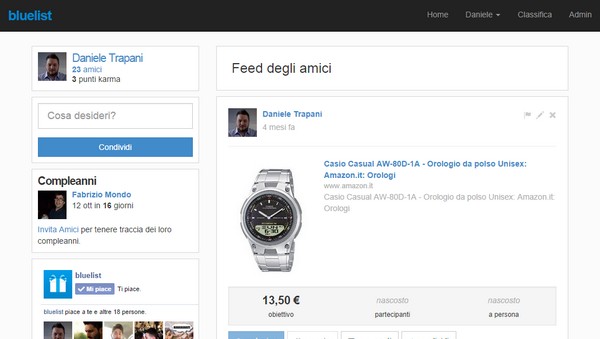 bluelist
Home
Daniele
Classifica
Admin
Daniele Trapani
23 amici
3 punti karma
Cosa desideri?
Condividi
Compleanni
Fabrizio Mondo
12 ott in 16 giorni
Invita Amici per tenere traccia dei loro
compleanni.
bluelist
Mi piace
Ti piace.
bluelist piace a te e altre 18 persone.
Feed degli amici
Daniele Trapani
4 mesi fa
Casio Casual AW-80D-1A - Orologio da polso Unisex:
Amazon.it: Orologi
www.amazon.it
Casio Casual AW-80D-1A - Orologio da polso Unisex: Amazon.it:
Orologi
13,50 €
obiettivo
nascosto
partecipanti
nascosto
a persona